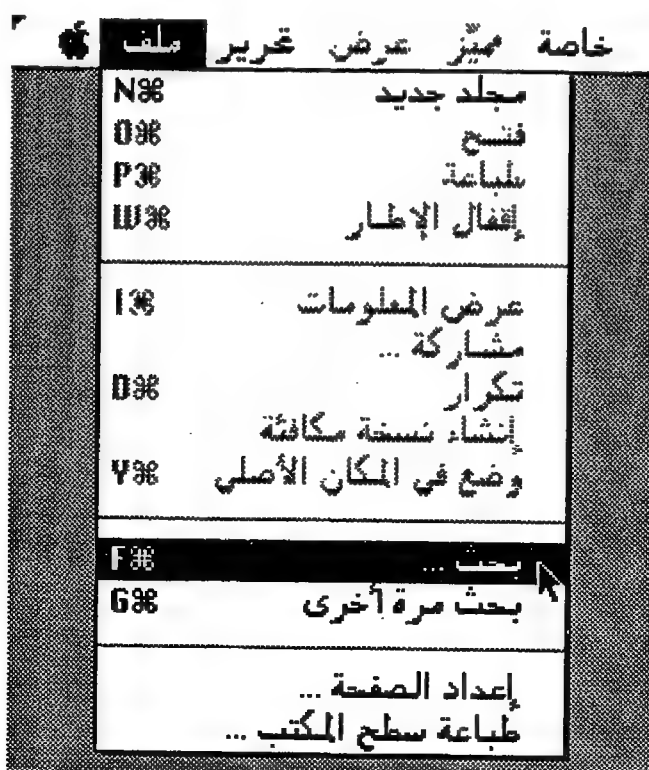 خاصة مميّز عرض تحرير ملف
مجلد جديد ⌘N
فتح ⌘O
طباعة ⌘P
إقفال الإطار ⌘W
عرض المعلومات ⌘I
مشاركة ...
تكرار ⌘D
إنشاء نسخة مكافئة
وضع في المكان الأصلي ⌘Y
بحث ... ⌘F
بحث مرة أخرى ⌘G
إعداد الصفحة ...
طباعة سطح المكتب ...